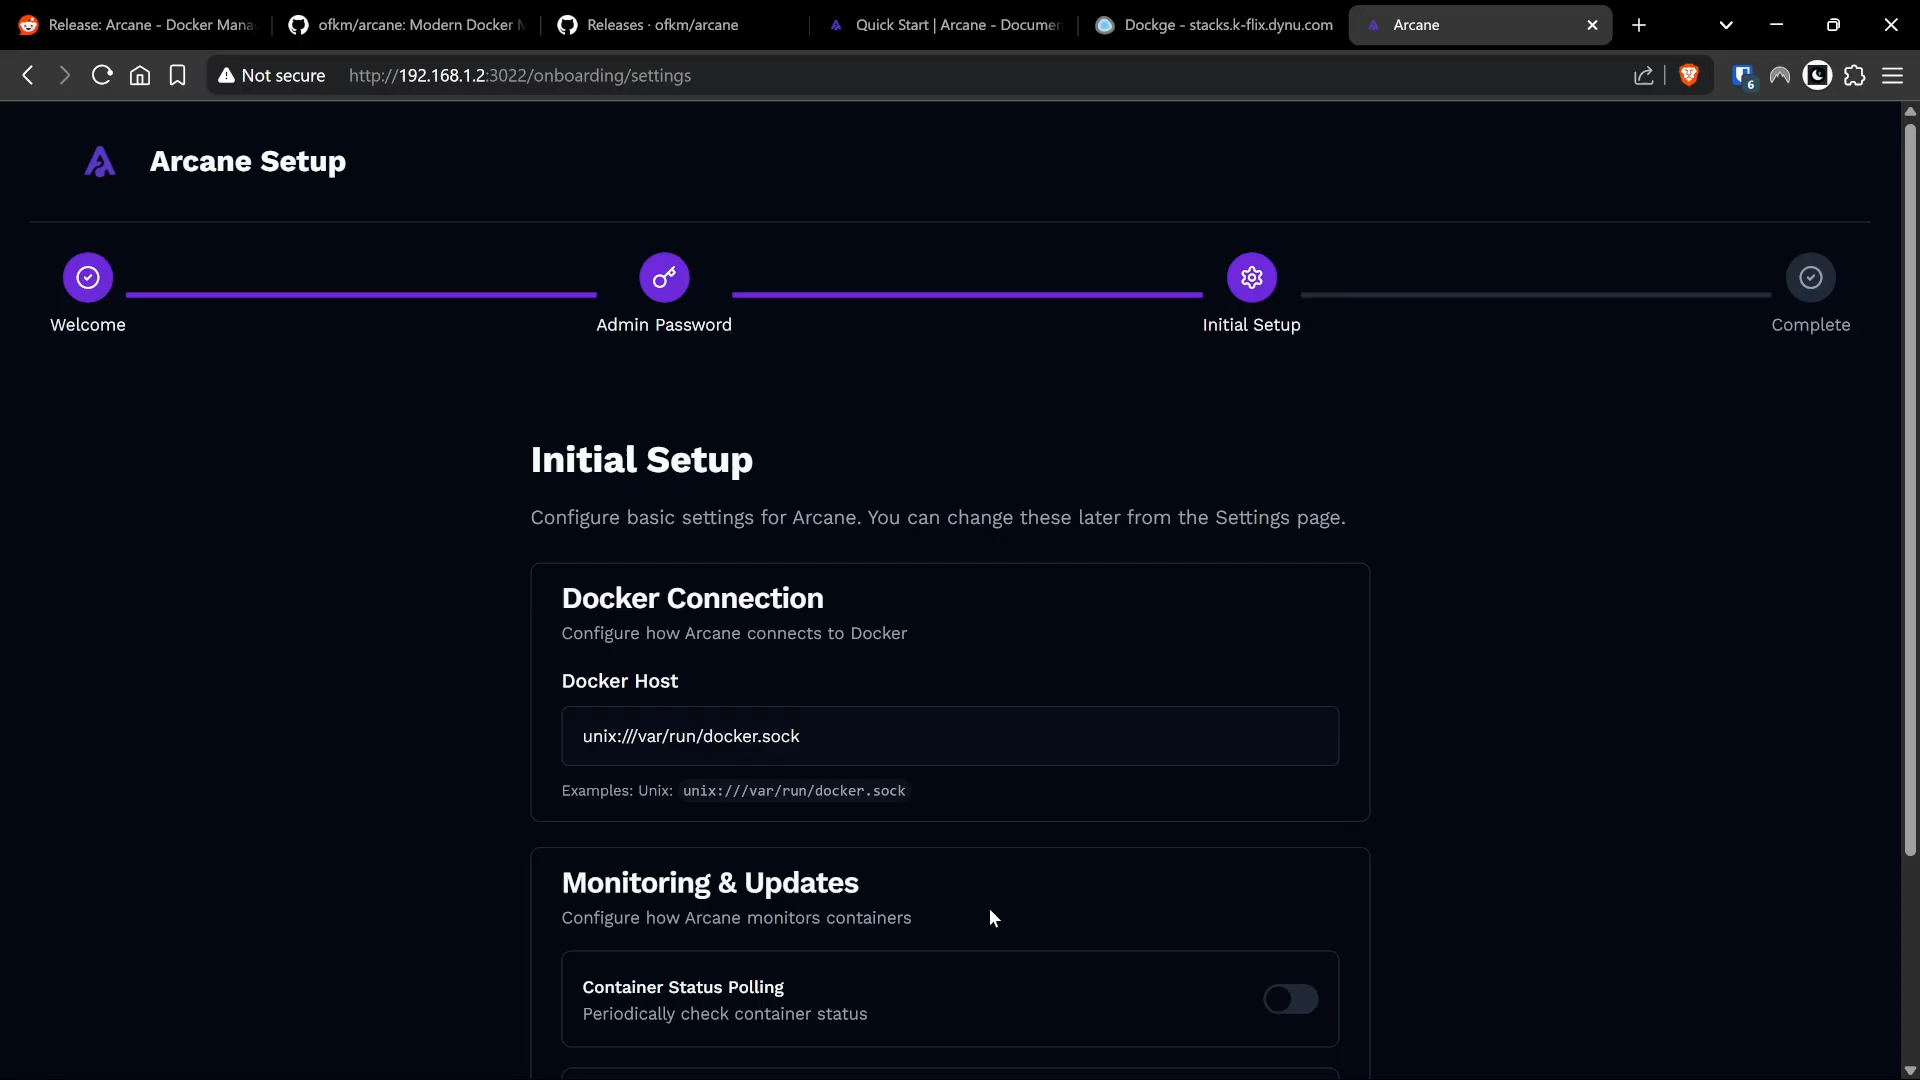 Release: Arcane - Docker Mana
ofkm/arcane: Modern Docker M
Releases · ofkm/arcane
Quick Start | Arcane - Documen
Dockge - stacks.k-flix.dynu.com
Arcane
Not secure
http://192.168.1.2:3022/onboarding/settings
6
Arcane Setup
Welcome
Admin Password
Initial Setup
Complete
Initial Setup
Configure basic settings for Arcane. You can change these later from the Settings page.
Docker Connection
Configure how Arcane connects to Docker
Docker Host
unix:///var/run/docker.sock
Examples: Unix: unix:///var/run/docker.sock
Monitoring & Updates
Configure how Arcane monitors containers
Container Status Polling
Periodically check container status